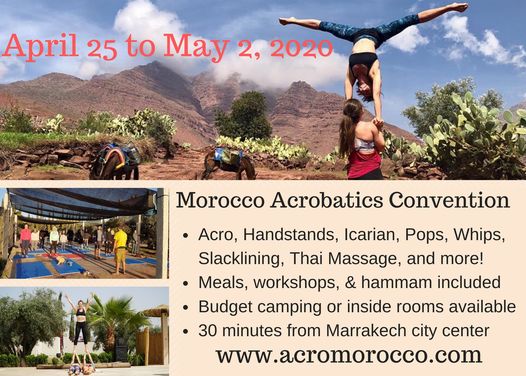 April 25 to May 2, 2020
Morocco Acrobatics Convention
• Acro, Handstands, Icarian, Pops, Whips,
Slacklining, Thai Massage, and more!
• Meals, workshops, & hammam included
• Budget camping or inside rooms available
• 30 minutes from Marrakech city center
www.acromorocco.com